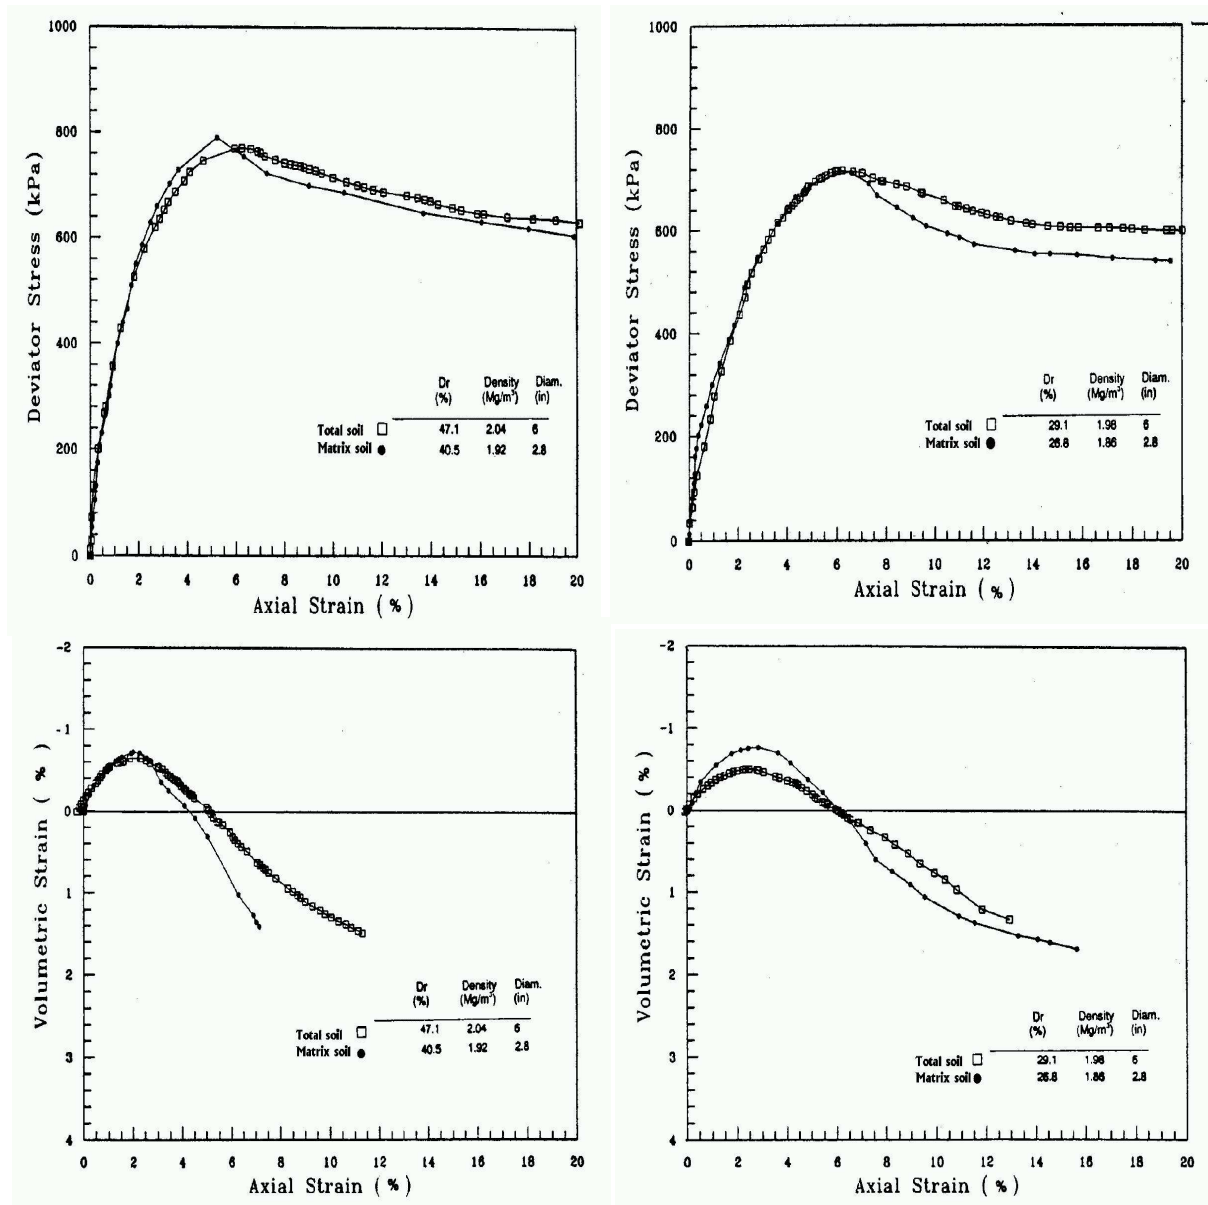 1000
800
600
400
200
0
Deviator Stress (kPa)
Dr Density Diam.
(%) (Mg/m³) (in)
Total soil □ 47.1 2.04 6
Matrix soil ● 40.5 1.92 2.8
0 2 4 6 8 10 12 14 16 18 20
Axial Strain (%)
1000
800
600
400
200
0
Deviator Stress (kPa)
Dr Density Diam.
(%) (Mg/m³) (in)
Total soil □ 29.1 1.98 6
Matrix soil ● 26.8 1.86 2.8
0 2 4 6 8 10 12 14 16 18 20
Axial Strain (%)
-2
-1
0
1
2
3
4
Volumetric Strain (%)
Dr Density Diam.
(%) (Mg/m³) (in)
Total soil □ 47.1 2.04 6
Matrix soil ● 40.5 1.92 2.8
0 2 4 6 8 10 12 14 16 18 20
Axial Strain (%)
-2
-1
0
1
2
3
4
Volumetric Strain (%)
Dr Density Diam.
(%) (Mg/m³) (in)
Total soil □ 29.1 1.98 6
Matrix soil ● 26.8 1.86 2.8
0 2 4 6 8 10 12 14 16 18 20
Axial Strain (%)